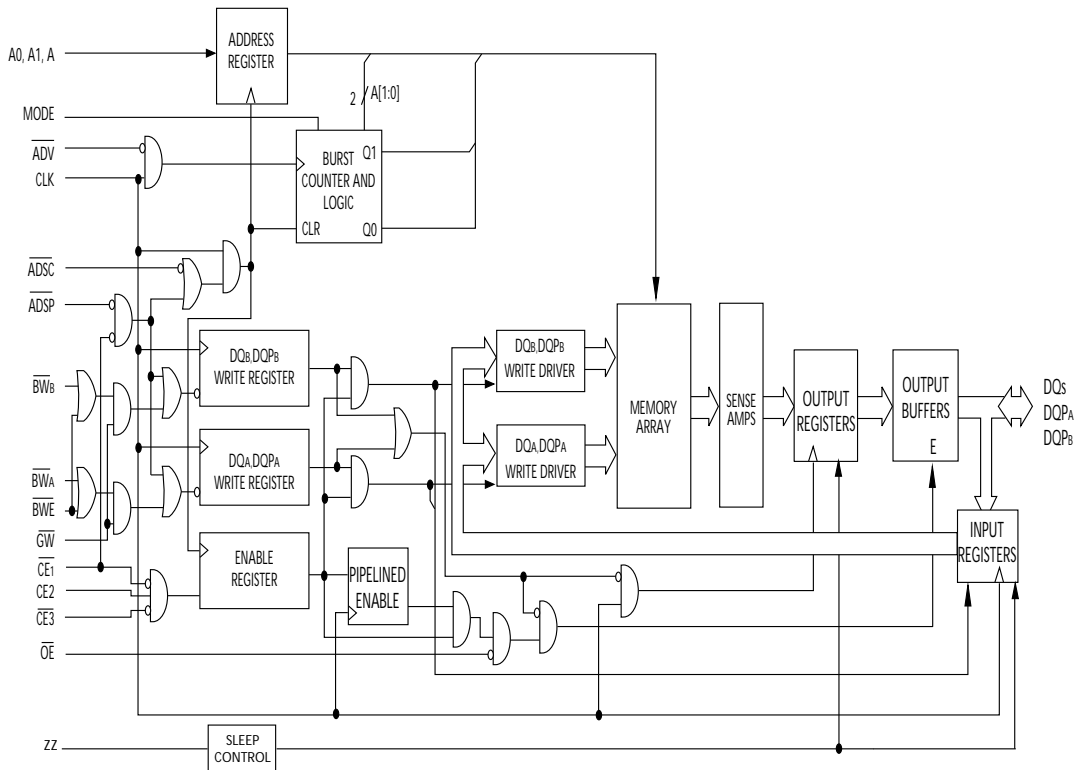 A0, A1, A
ADDRESS
REGISTER
2
A[1:0]
MODE
ADV
CLK
BURST
COUNTER AND
LOGIC
Q1
CLR
Q0
ADSC
ADSP
DQB,DQPB
WRITE REGISTER
DQB,DQPB
WRITE DRIVER
MEMORY
ARRAY
SENSE
AMPS
OUTPUT
REGISTERS
OUTPUT
BUFFERS
E
DQs
DQPA
DQPB
BWB
DQA,DQPA
WRITE REGISTER
DQA,DQPA
WRITE DRIVER
BWA
BWE
GW
CE1
CE2
CE3
ENABLE
REGISTER
PIPELINED
ENABLE
INPUT
REGISTERS
OE
ZZ
SLEEP
CONTROL